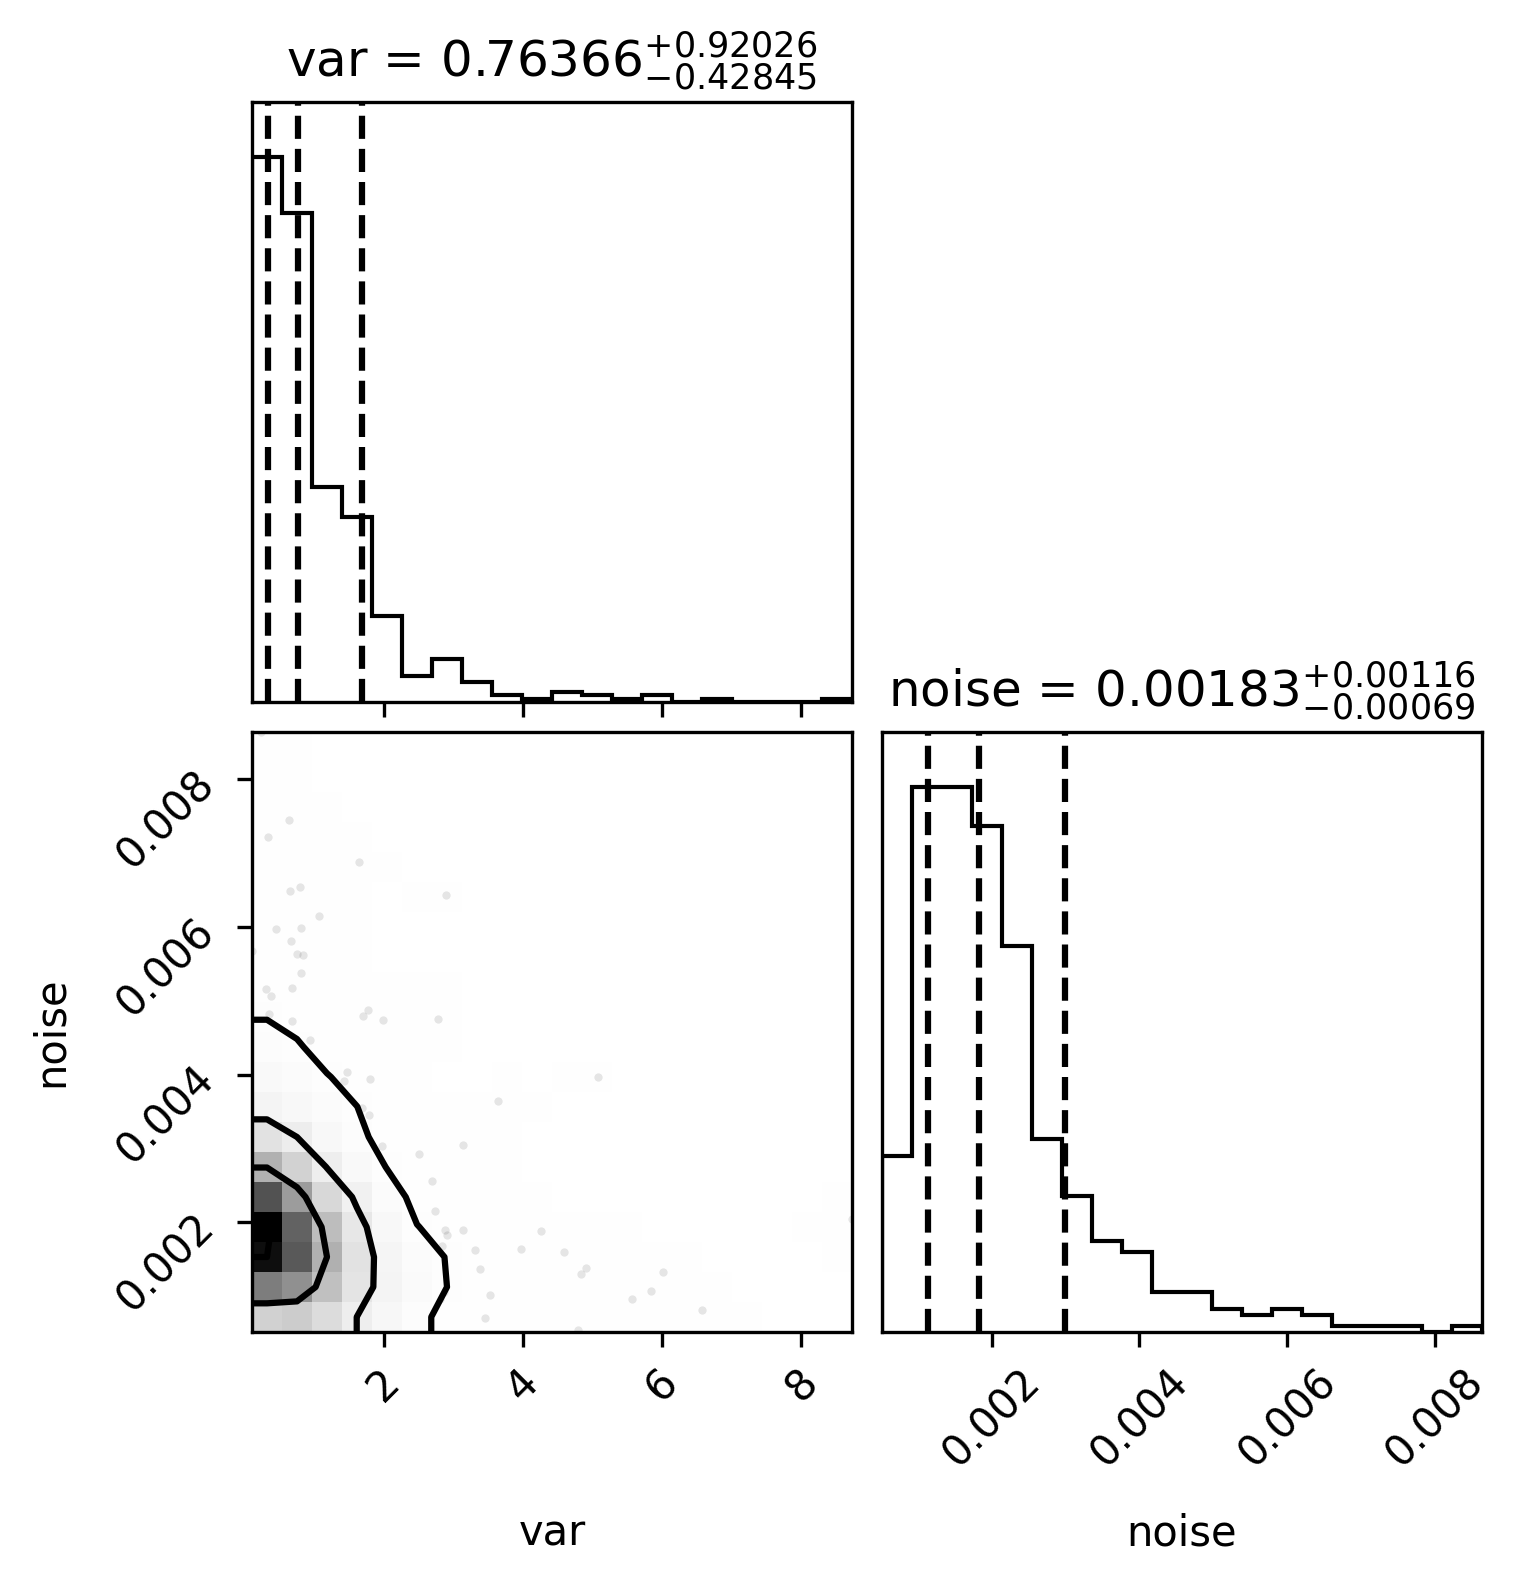 var = 0.76366 +0.92026 −0.42845
noise = 0.00183 +0.00116 −0.00069
0.008
0.006
0.004
0.002
noise
2 4 6 8
0.002 0.004 0.006 0.008
var
noise